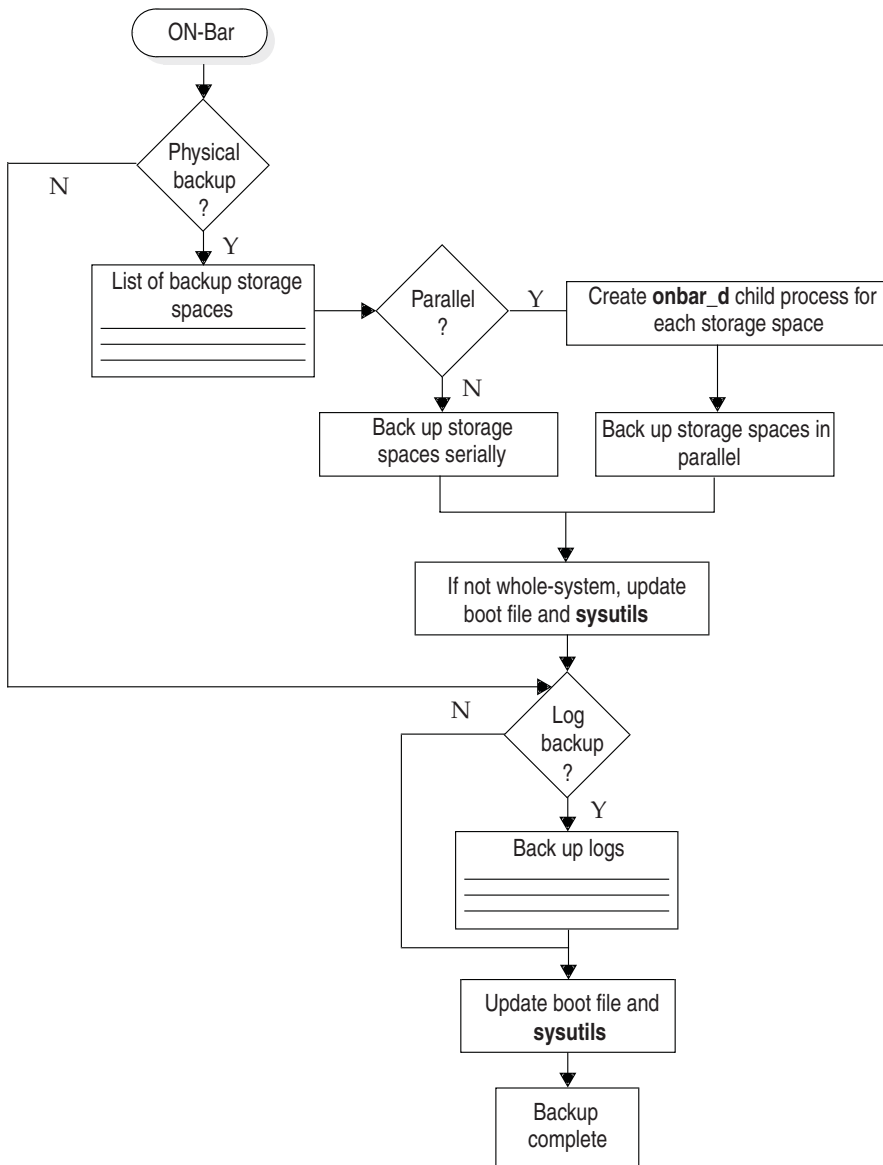 ON-Bar
Physical
backup
?
N
Y
List of backup storage
spaces
Parallel
?
Y
N
Create onbar_d child process for
each storage space
Back up storage
spaces serially
Back up storage spaces in
parallel
If not whole-system, update
boot file and sysutils
N
Log
backup
?
Y
Back up logs
Update boot file and
sysutils
Backup
complete